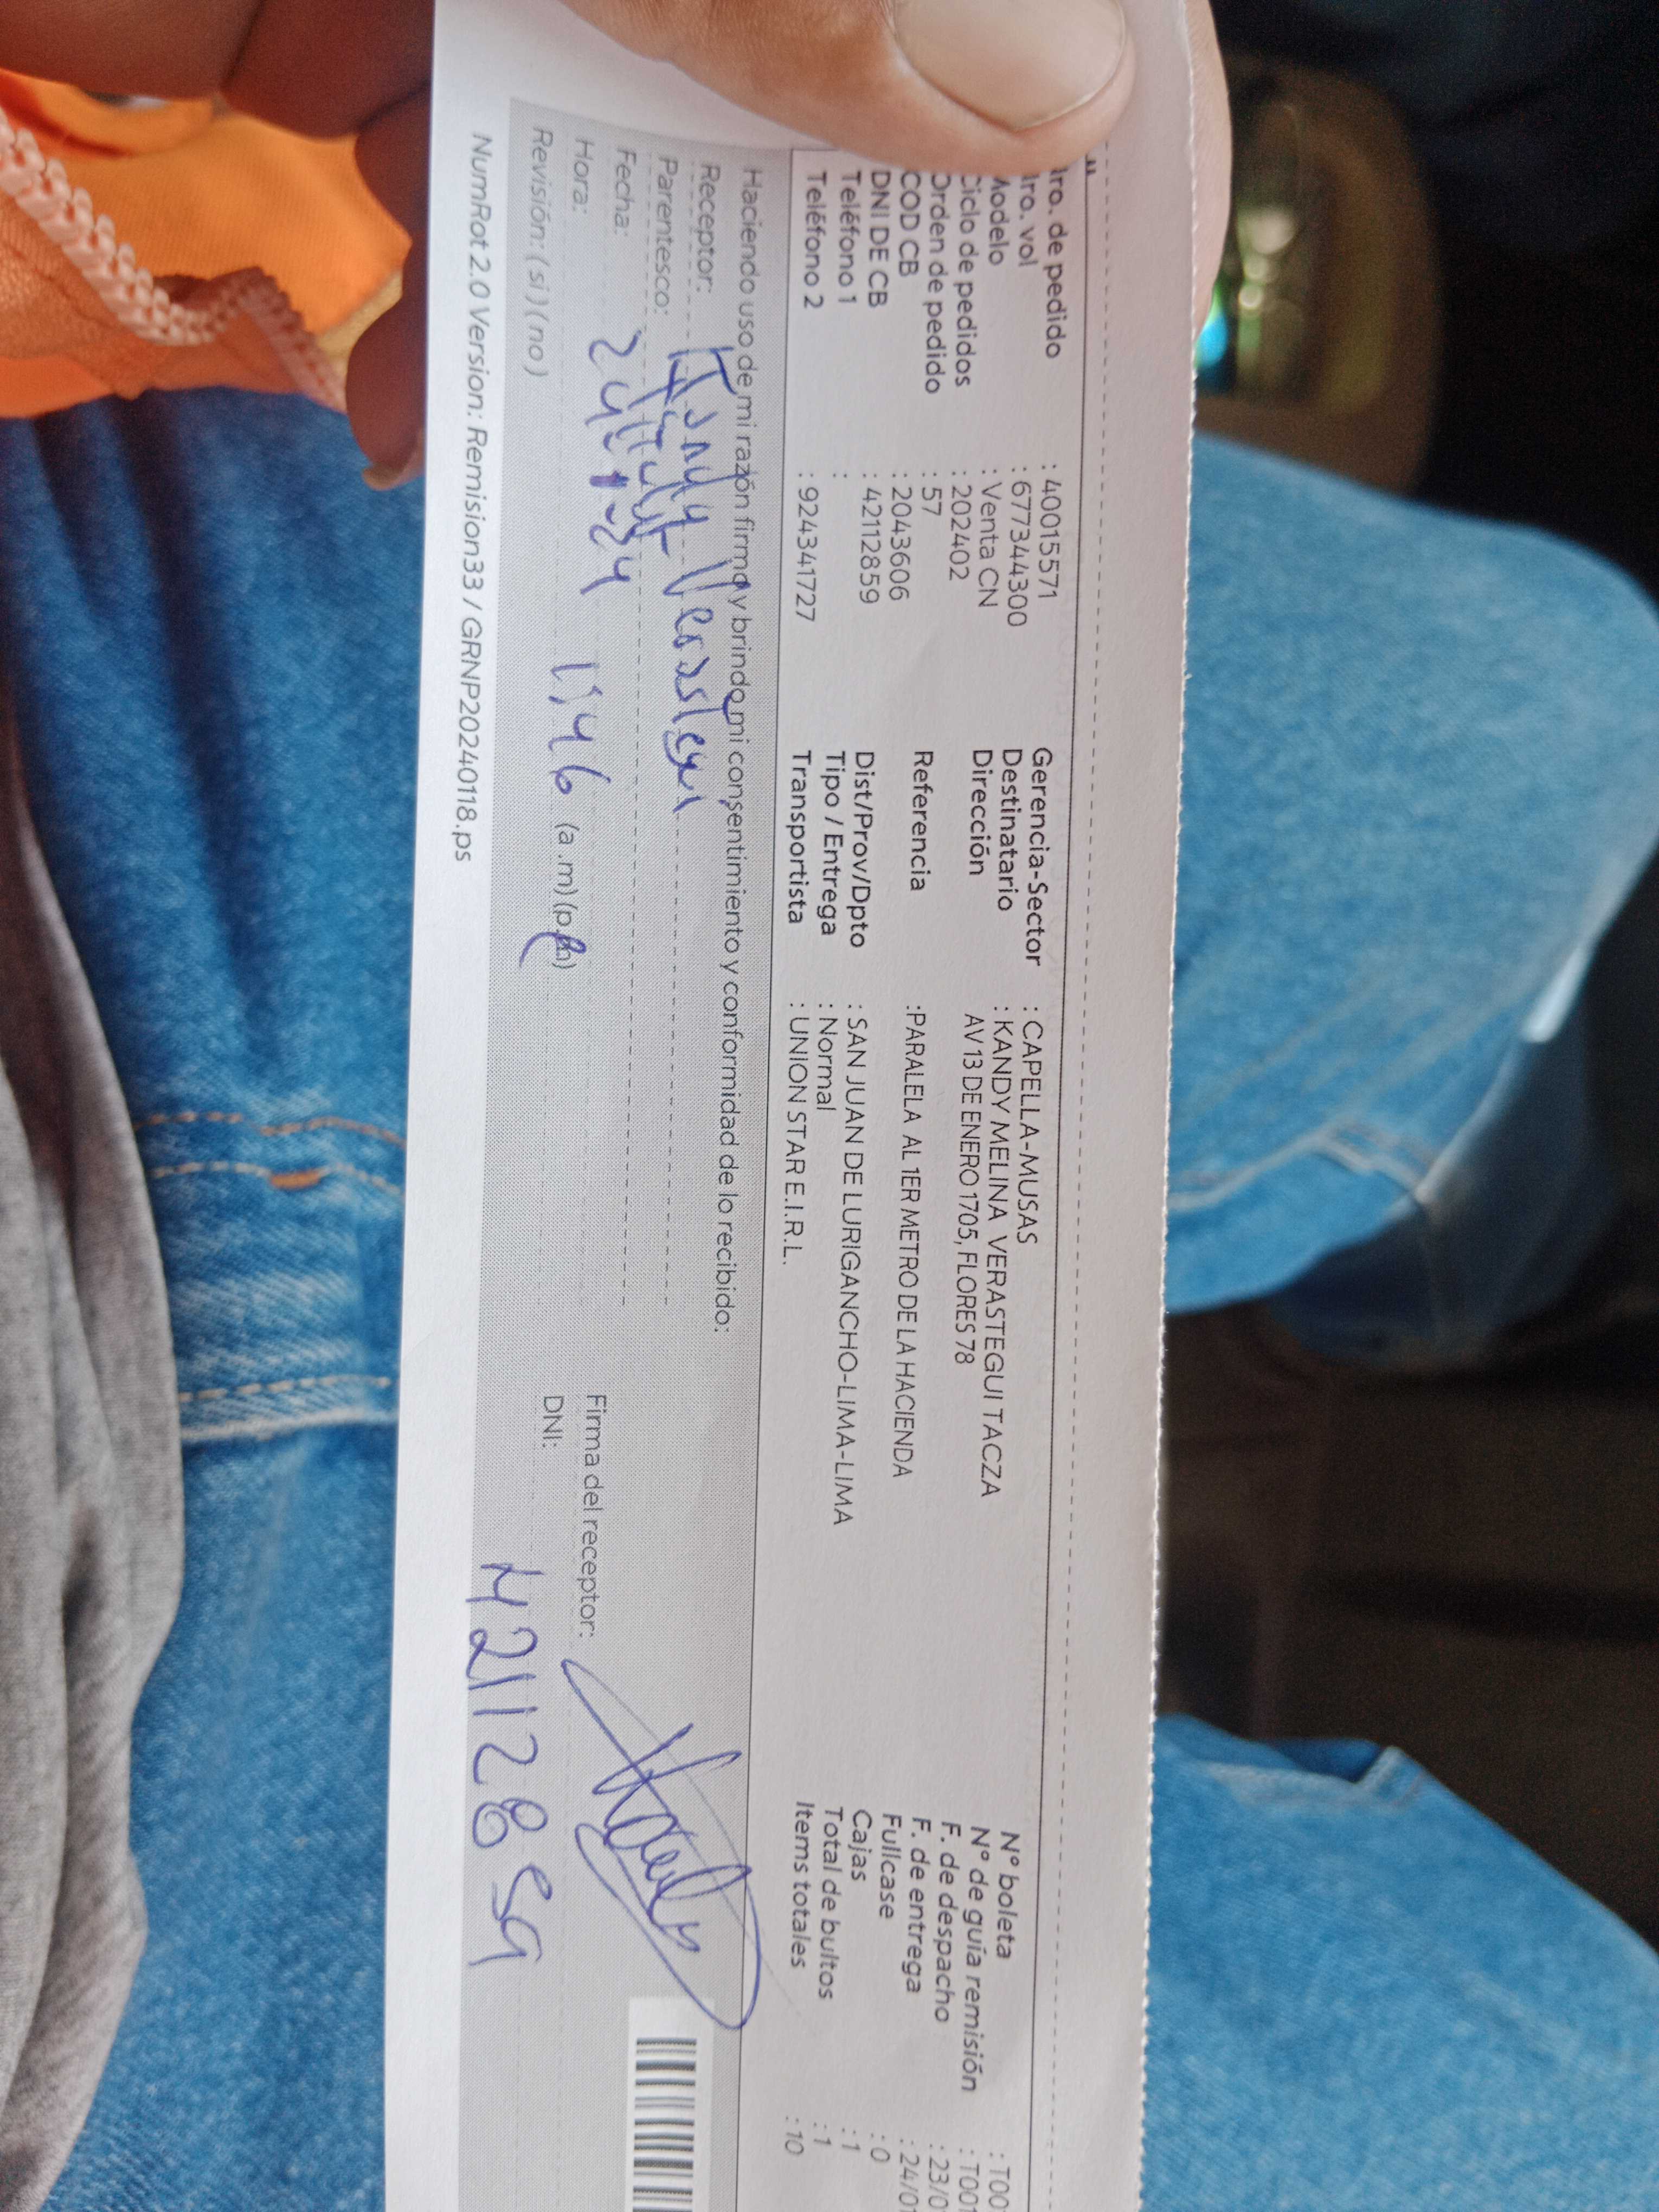 ro. de pedido : 40015571
ro. vol : 677344300
Modelo : Venta CN
Ciclo de pedidos : 202402
Orden de pedido : 57
COD CB : 2043606
DNI DE CB : 42112859
Teléfono 1 :
Teléfono 2 : 924341727
Gerencia-Sector : CAPELLA-MUSAS
Destinatario : KANDY MELINA VERASTEGUI TACZA
Dirección AV 13 DE ENERO 1705, FLORES 78
Referencia :PARALELA AL 1ER METRO DE LA HACIENDA
Dist/Prov/Dpto : SAN JUAN DE LURIGANCHO-LIMA-LIMA
Tipo / Entrega : Normal
Transportista : UNION STAR E.I.R.L.
N° boleta : T00
N° de guía remisión : T001
F. de despacho : 23/0
F. de entrega : 24/01
Fullcase : 0
Cajas : 1
Total de bultos : 1
Items totales : 10
Haciendo uso de mi razón firmo y brindo mi consentimiento y conformidad de lo recibido:
Receptor: Kandy Verastegui
Parentesco:
Fecha: 24-1-24
Hora: 1:46 (a.m)(p.m)
Revisión: ( si ) ( no )
Firma del receptor:
DNI: 42112859
NumRot 2.0 Version: Remision33 / GRNP20240118.ps